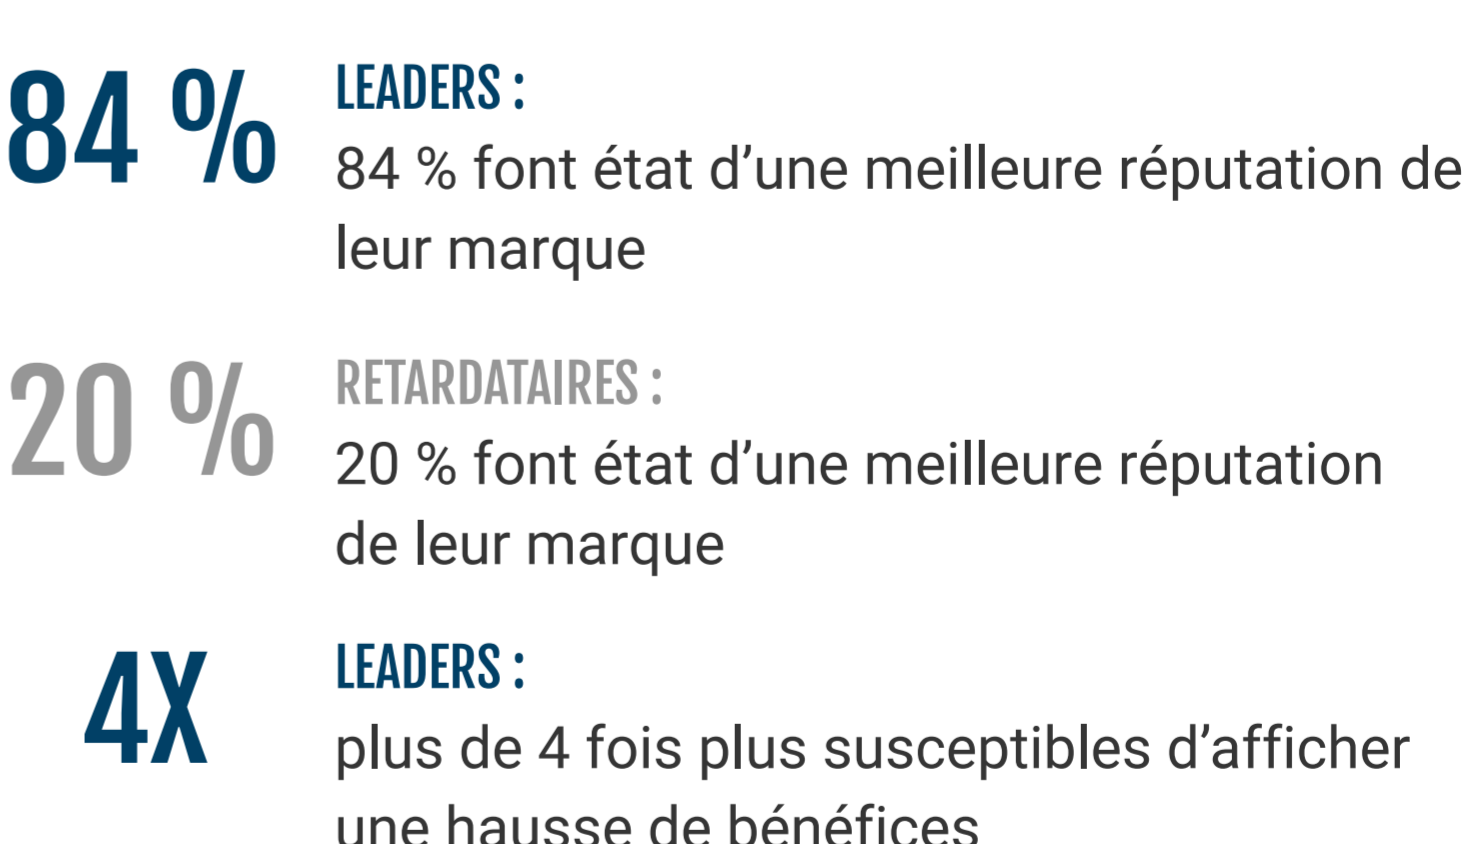 84 %
LEADERS :
84 % font état d’une meilleure réputation de
leur marque
20 %
RETARDATAIRES :
20 % font état d’une meilleure réputation
de leur marque
4X
LEADERS :
plus de 4 fois plus susceptibles d’afficher
une hausse de bénéfices